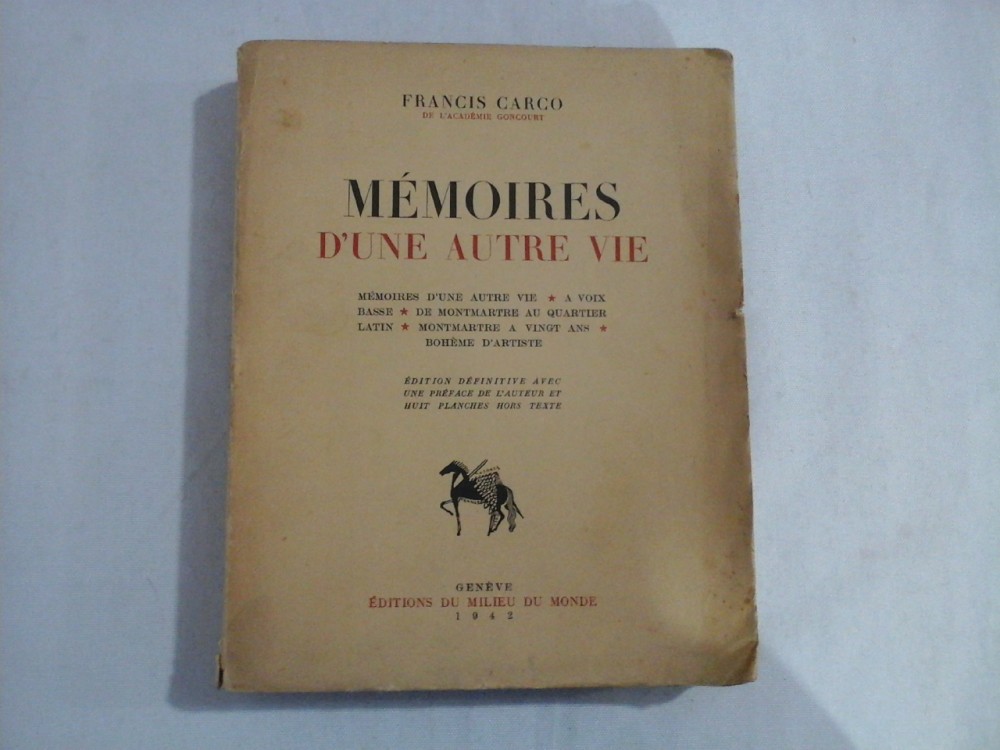 FRANCIS CARCO
DE L'ACADÉMIE GONCOURT
MÉMOIRES
D'UNE AUTRE VIE
MÉMOIRES D'UNE AUTRE VIE ★ A VOIX
BASSE ★ DE MONTMARTRE AU QUARTIER
LATIN ★ MONTMARTRE A VINGT ANS ★
BOHÈME D'ARTISTE
ÉDITION DÉFINITIVE AVEC
UNE PRÉFACE DE L'AUTEUR ET
HUIT PLANCHES HORS TEXTE
GENÈVE
ÉDITIONS DU MILIEU DU MONDE
1942